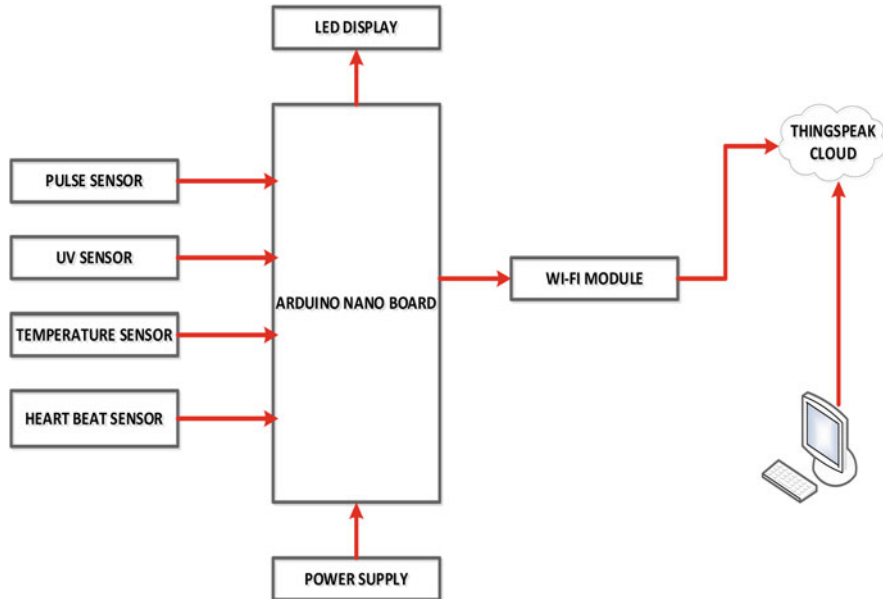 LED DISPLAY
THINGSPEAK
CLOUD
PULSE SENSOR
UV SENSOR
ARDUINO NANO BOARD
WI-FI MODULE
TEMPERATURE SENSOR
HEART BEAT SENSOR
POWER SUPPLY